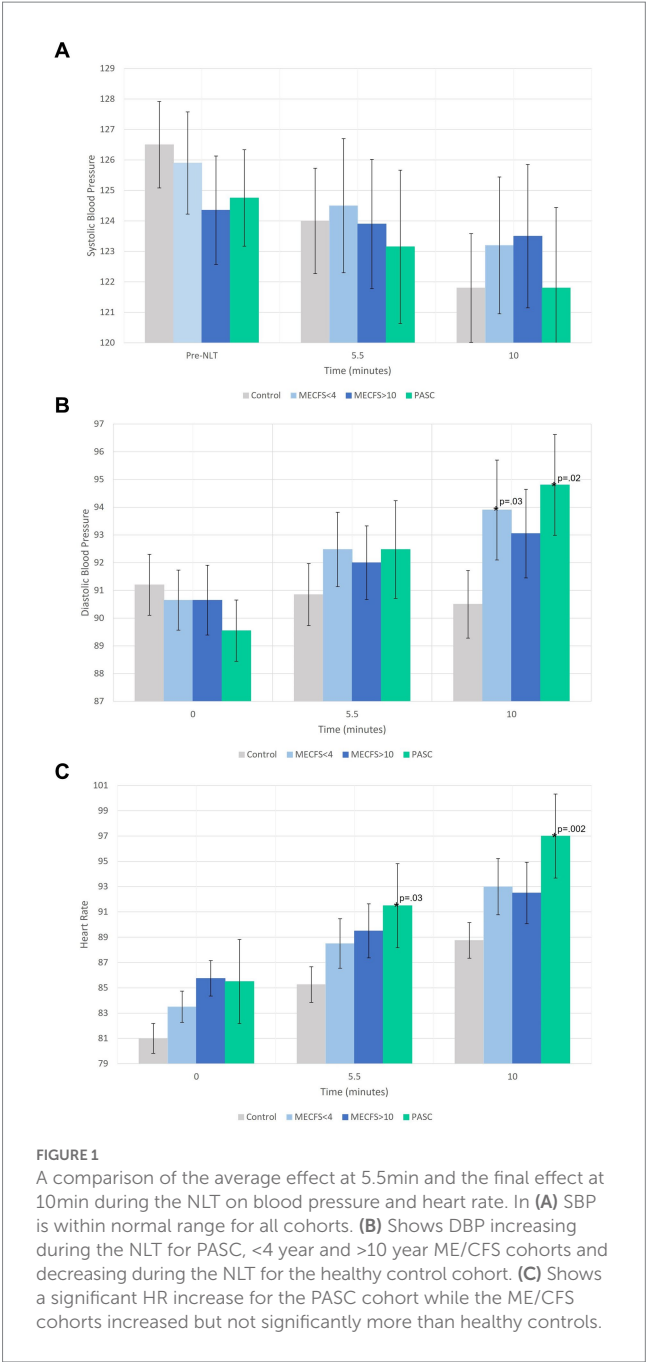 A
129
128
127
126
125
124
123
122
121
120
Systolic Blood Pressure
Pre-NLT 5.5 10
Time (minutes)
Control MECFS<4 MECFS>10 PASC
B
97
96
95
94
93
92
91
90
89
88
87
Diastolic Blood Pressure
p=.03
p=.02
0 5.5 10
Time (minutes)
Control MECFS<4 MECFS>10 PASC
C
101
99
97
95
93
91
89
87
85
83
81
79
Heart Rate
p=.03
p=.002
0 5.5 10
Time (minutes)
Control MECFS<4 MECFS>10 PASC
FIGURE 1
A comparison of the average effect at 5.5min and the final effect at
10min during the NLT on blood pressure and heart rate. In (A) SBP
is within normal range for all cohorts. (B) Shows DBP increasing
during the NLT for PASC, <4 year and >10 year ME/CFS cohorts and
decreasing during the NLT for the healthy control cohort. (C) Shows
a significant HR increase for the PASC cohort while the ME/CFS
cohorts increased but not significantly more than healthy controls.